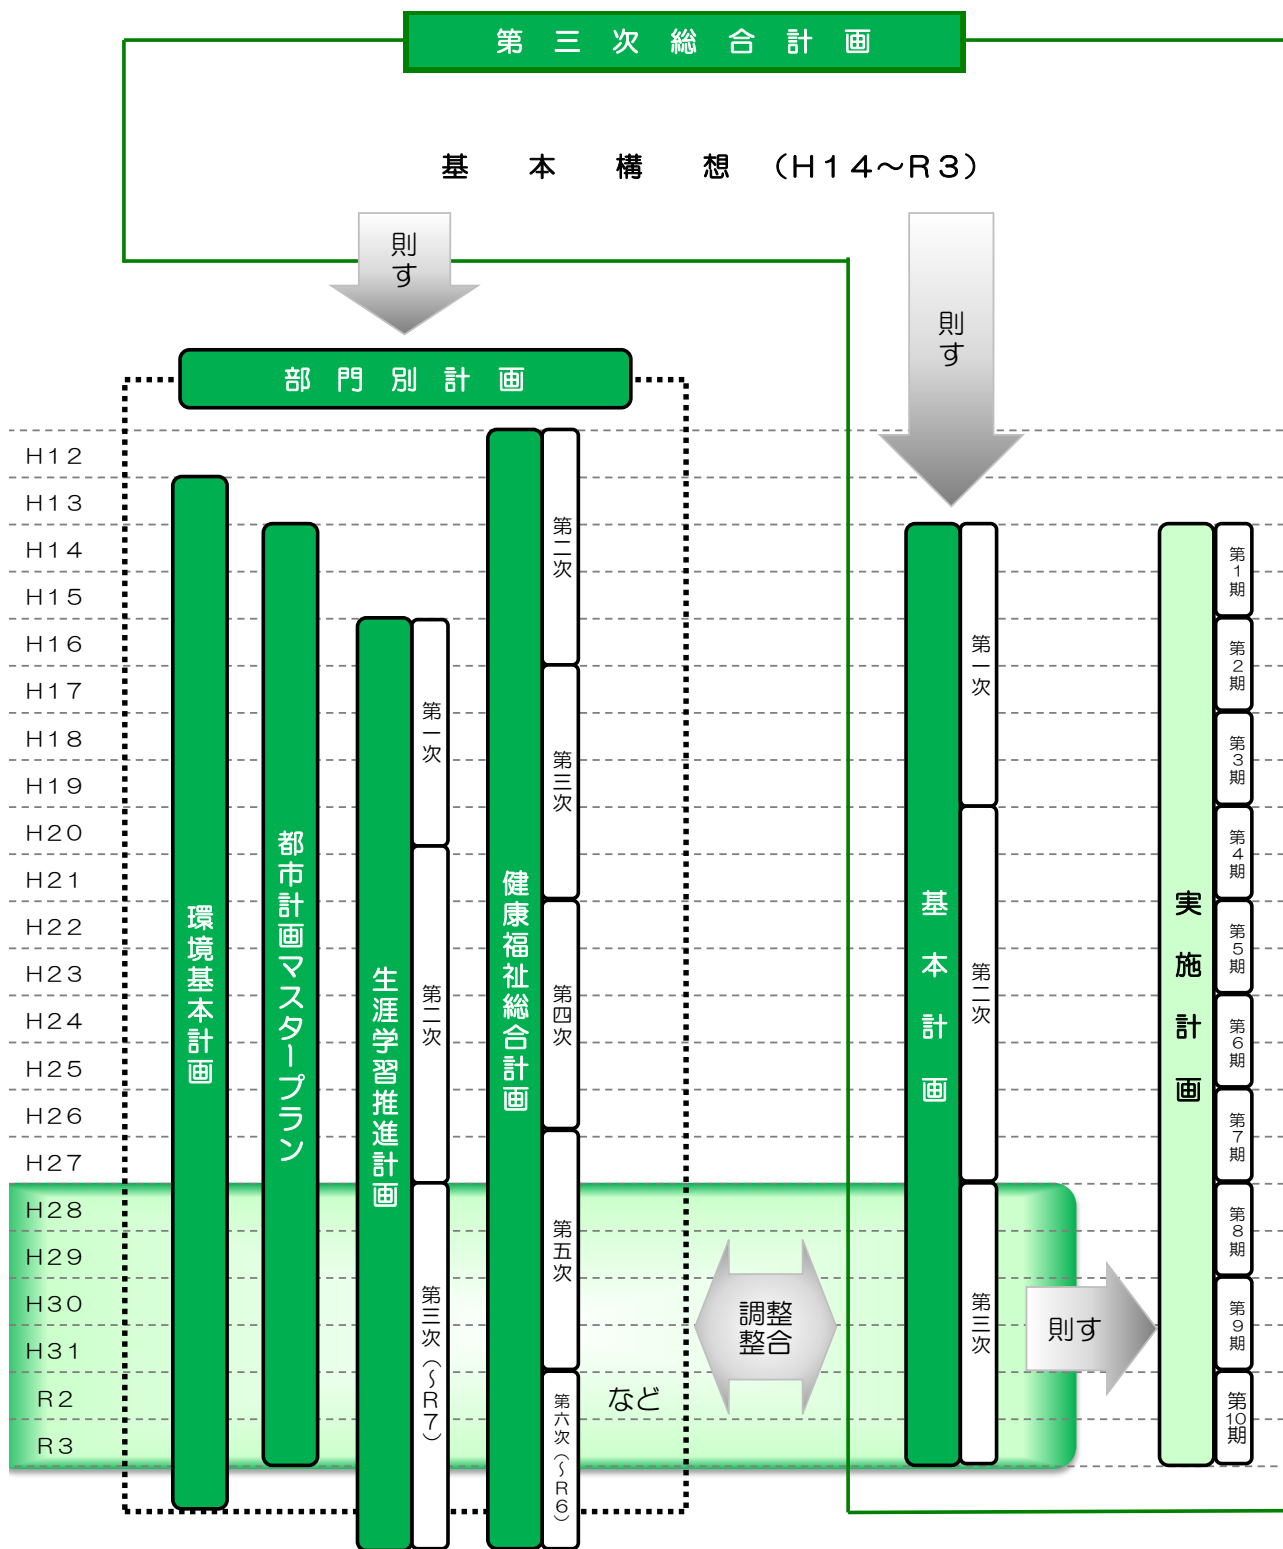 第三次総合計画
基本構想（H14～R3）
則す
則す
部門別計画
H12
H13
H14
H15
H16
H17
H18
H19
H20
H21
H22
H23
H24
H25
H26
H27
H28
H29
H30
H31
R2
R3
環境基本計画
都市計画マスタープラン
生涯学習推進計画
第一次
第二次
第三次（～R7）
健康福祉総合計画
第二次
第三次
第四次
第五次
第六次（～R6）
など
調整
整合
基本計画
第一次
第二次
第三次
則す
実施計画
第1期
第2期
第3期
第4期
第5期
第6期
第7期
第8期
第9期
第10期